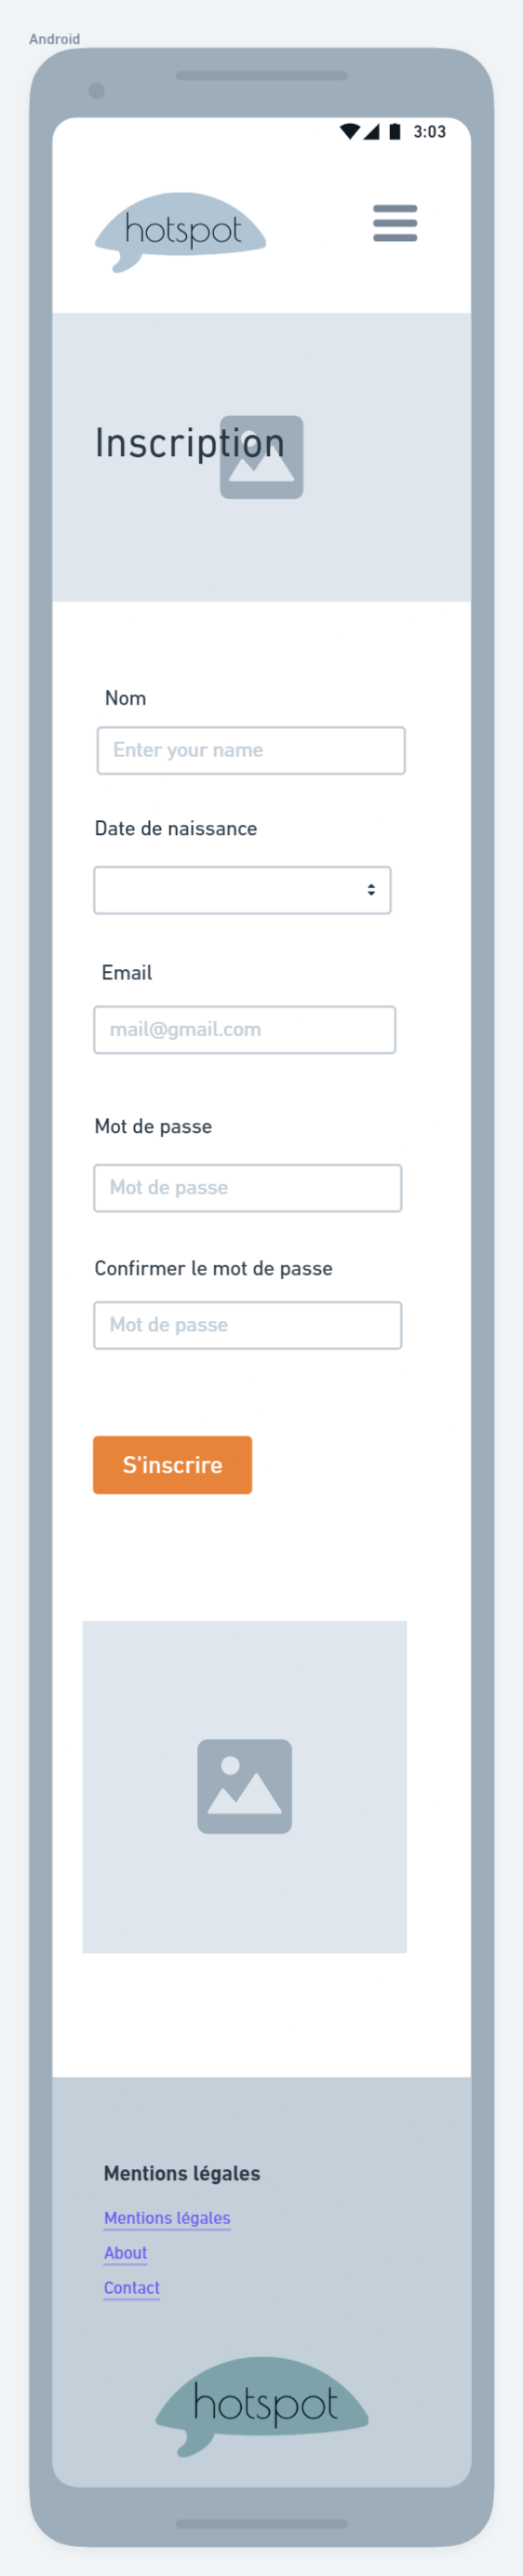 Android
3:03
hotspot
Inscription
Nom
Enter your name
Date de naissance
Email
mail@gmail.com
Mot de passe
Mot de passe
Confirmer le mot de passe
Mot de passe
S'inscrire
Mentions légales
Mentions légales
About
Contact
hotspot